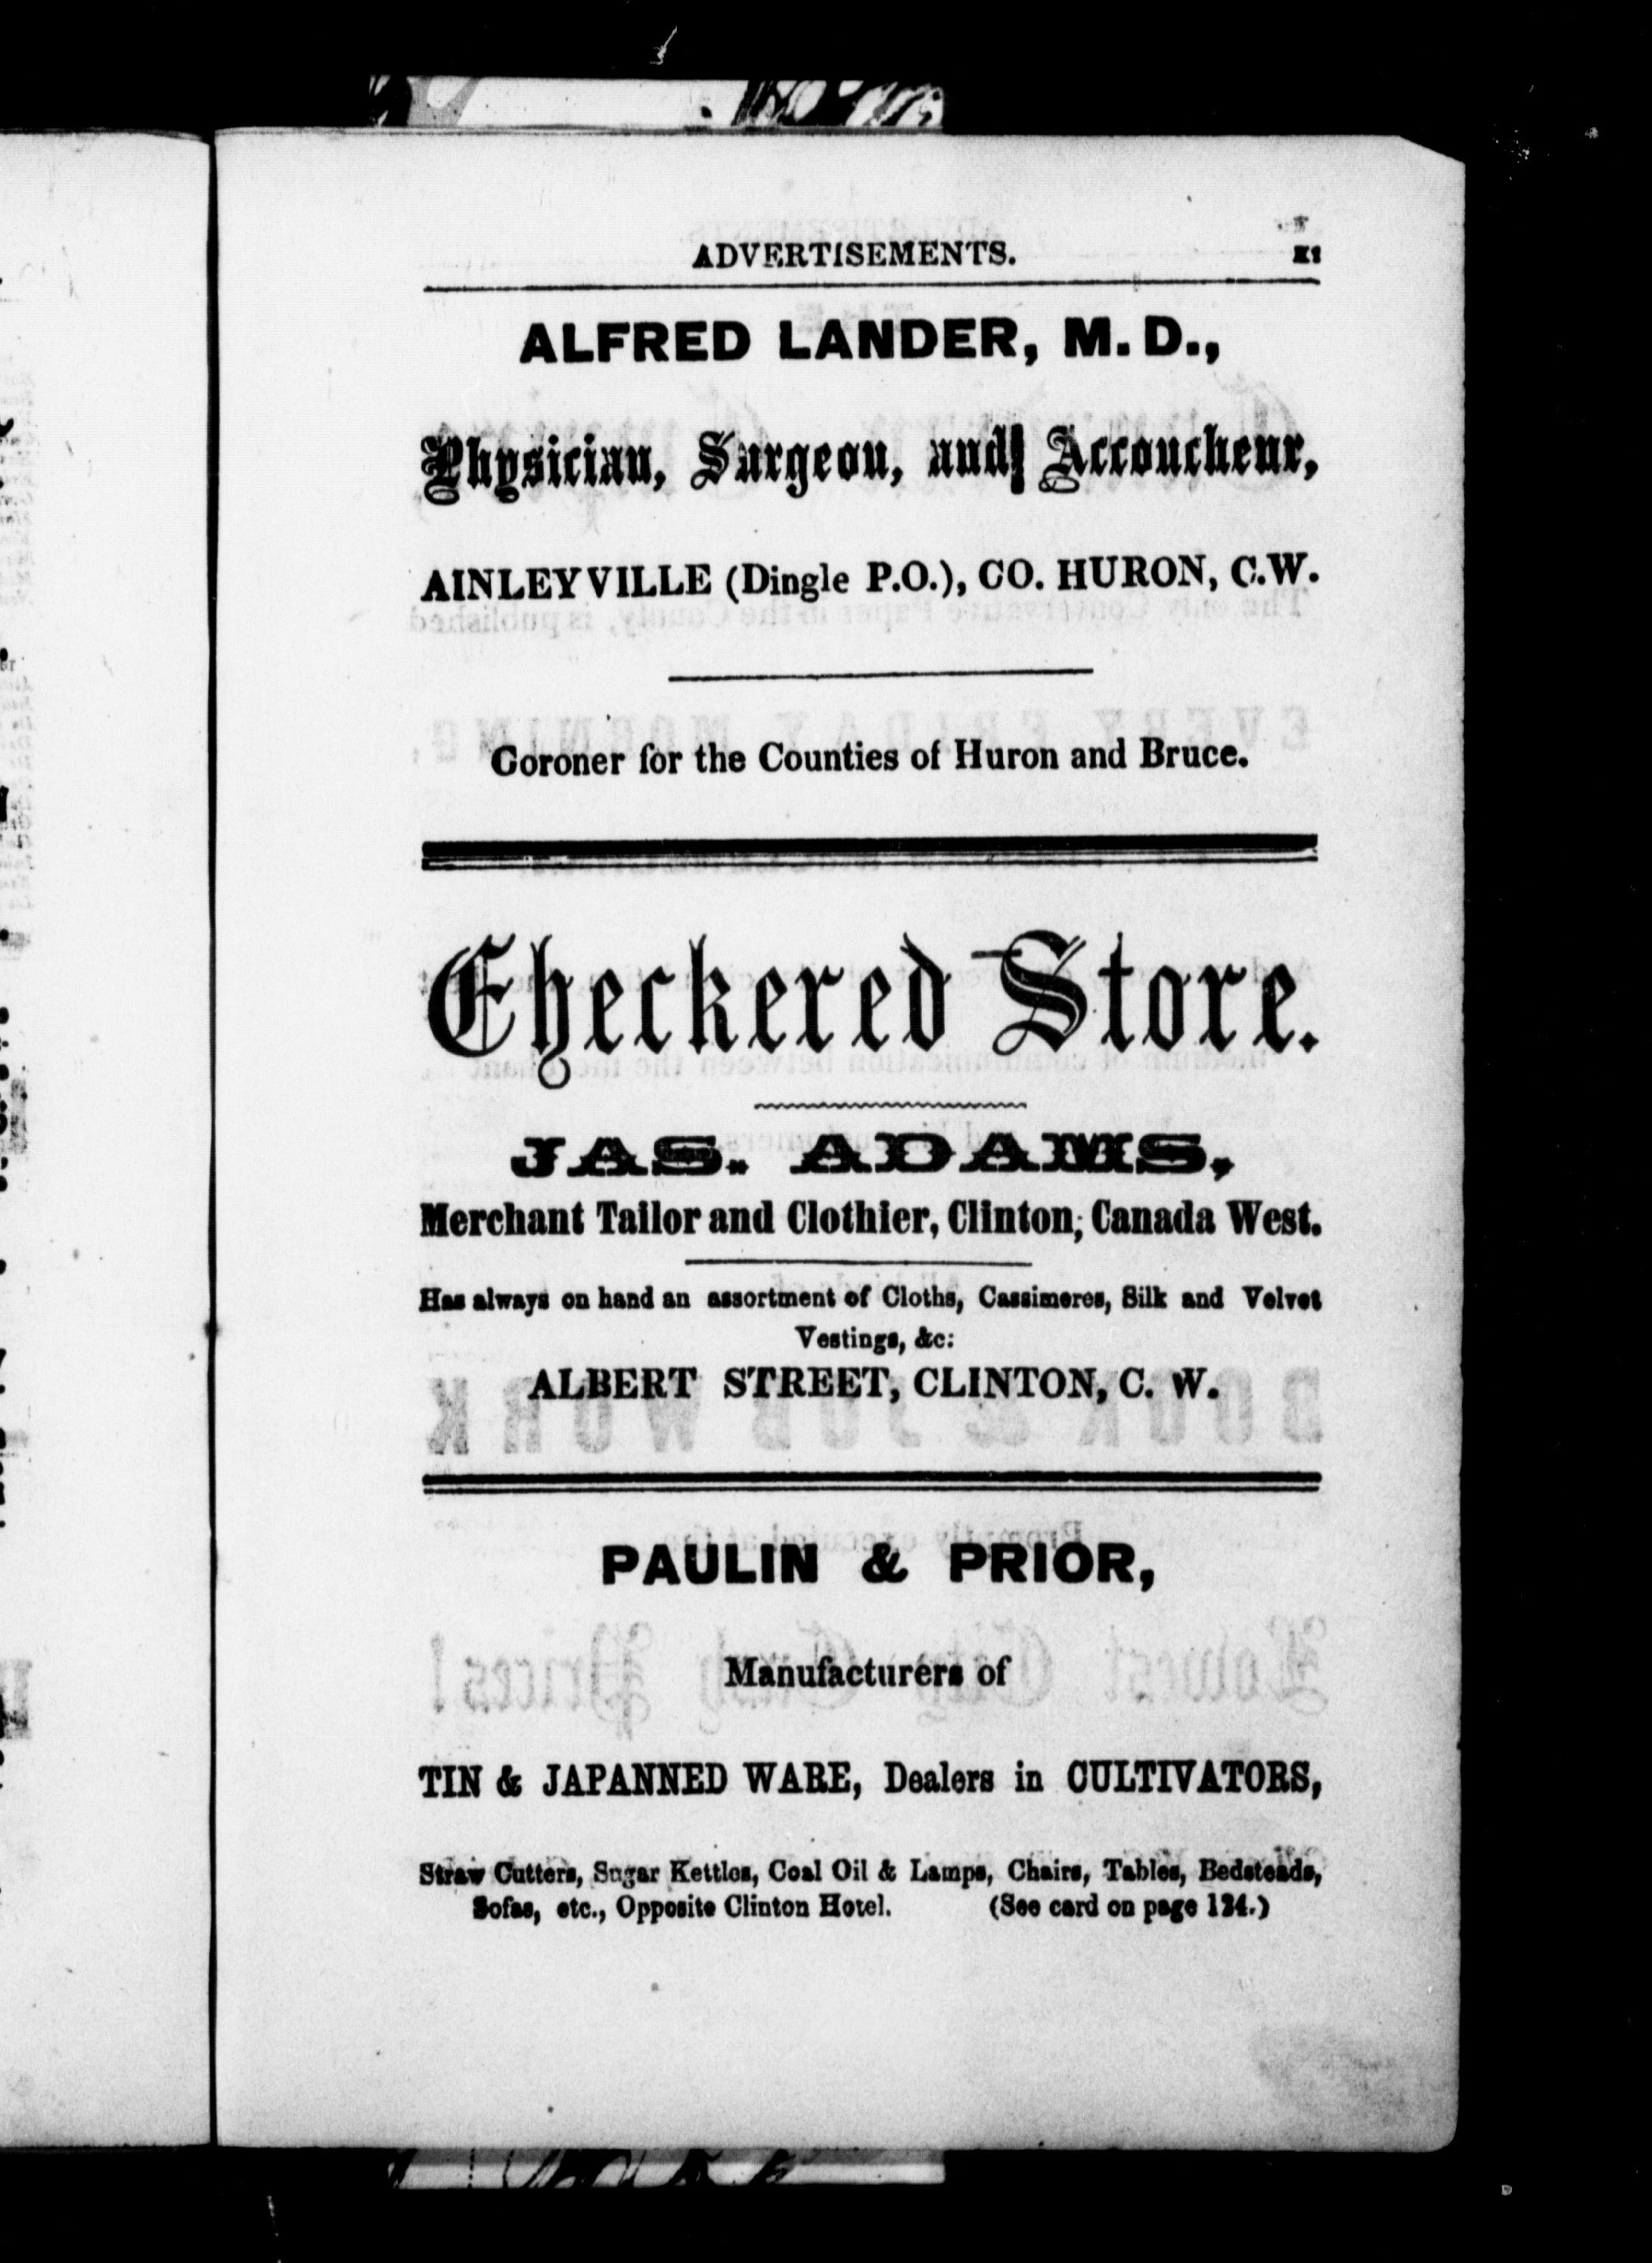 ADVERTISEMENTS. xi
ALFRED LANDER, M. D.,
Physician, Surgeon, and Accoucheur,
AINLEYVILLE (Dingle P.O.), CO. HURON, C.W.
Coroner for the Counties of Huron and Bruce.
Checkered Store.
JAS. ADAMS,
Merchant Tailor and Clothier, Clinton, Canada West.
Has always on hand an assortment of Cloths, Cassimeres, Silk and Velvet
Vestings, &c:
ALBERT STREET, CLINTON, C. W.
PAULIN & PRIOR,
Manufacturers of
TIN & JAPANNED WARE, Dealers in CULTIVATORS,
Straw Cutters, Sugar Kettles, Coal Oil & Lamps, Chairs, Tables, Bedsteads,
Sofas, etc., Opposite Clinton Hotel. (See card on page 124.)